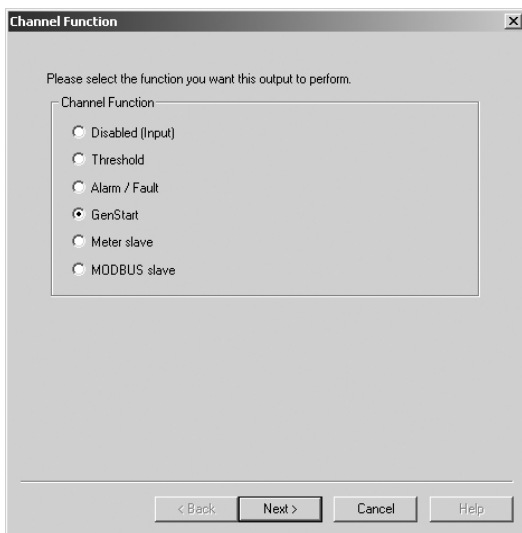 Channel Function
Please select the function you want this output to perform.
Channel Function
Disabled (Input)
Threshold
Alarm / Fault
GenStart
Meter slave
MODBUS slave
< Back
Next >
Cancel
Help